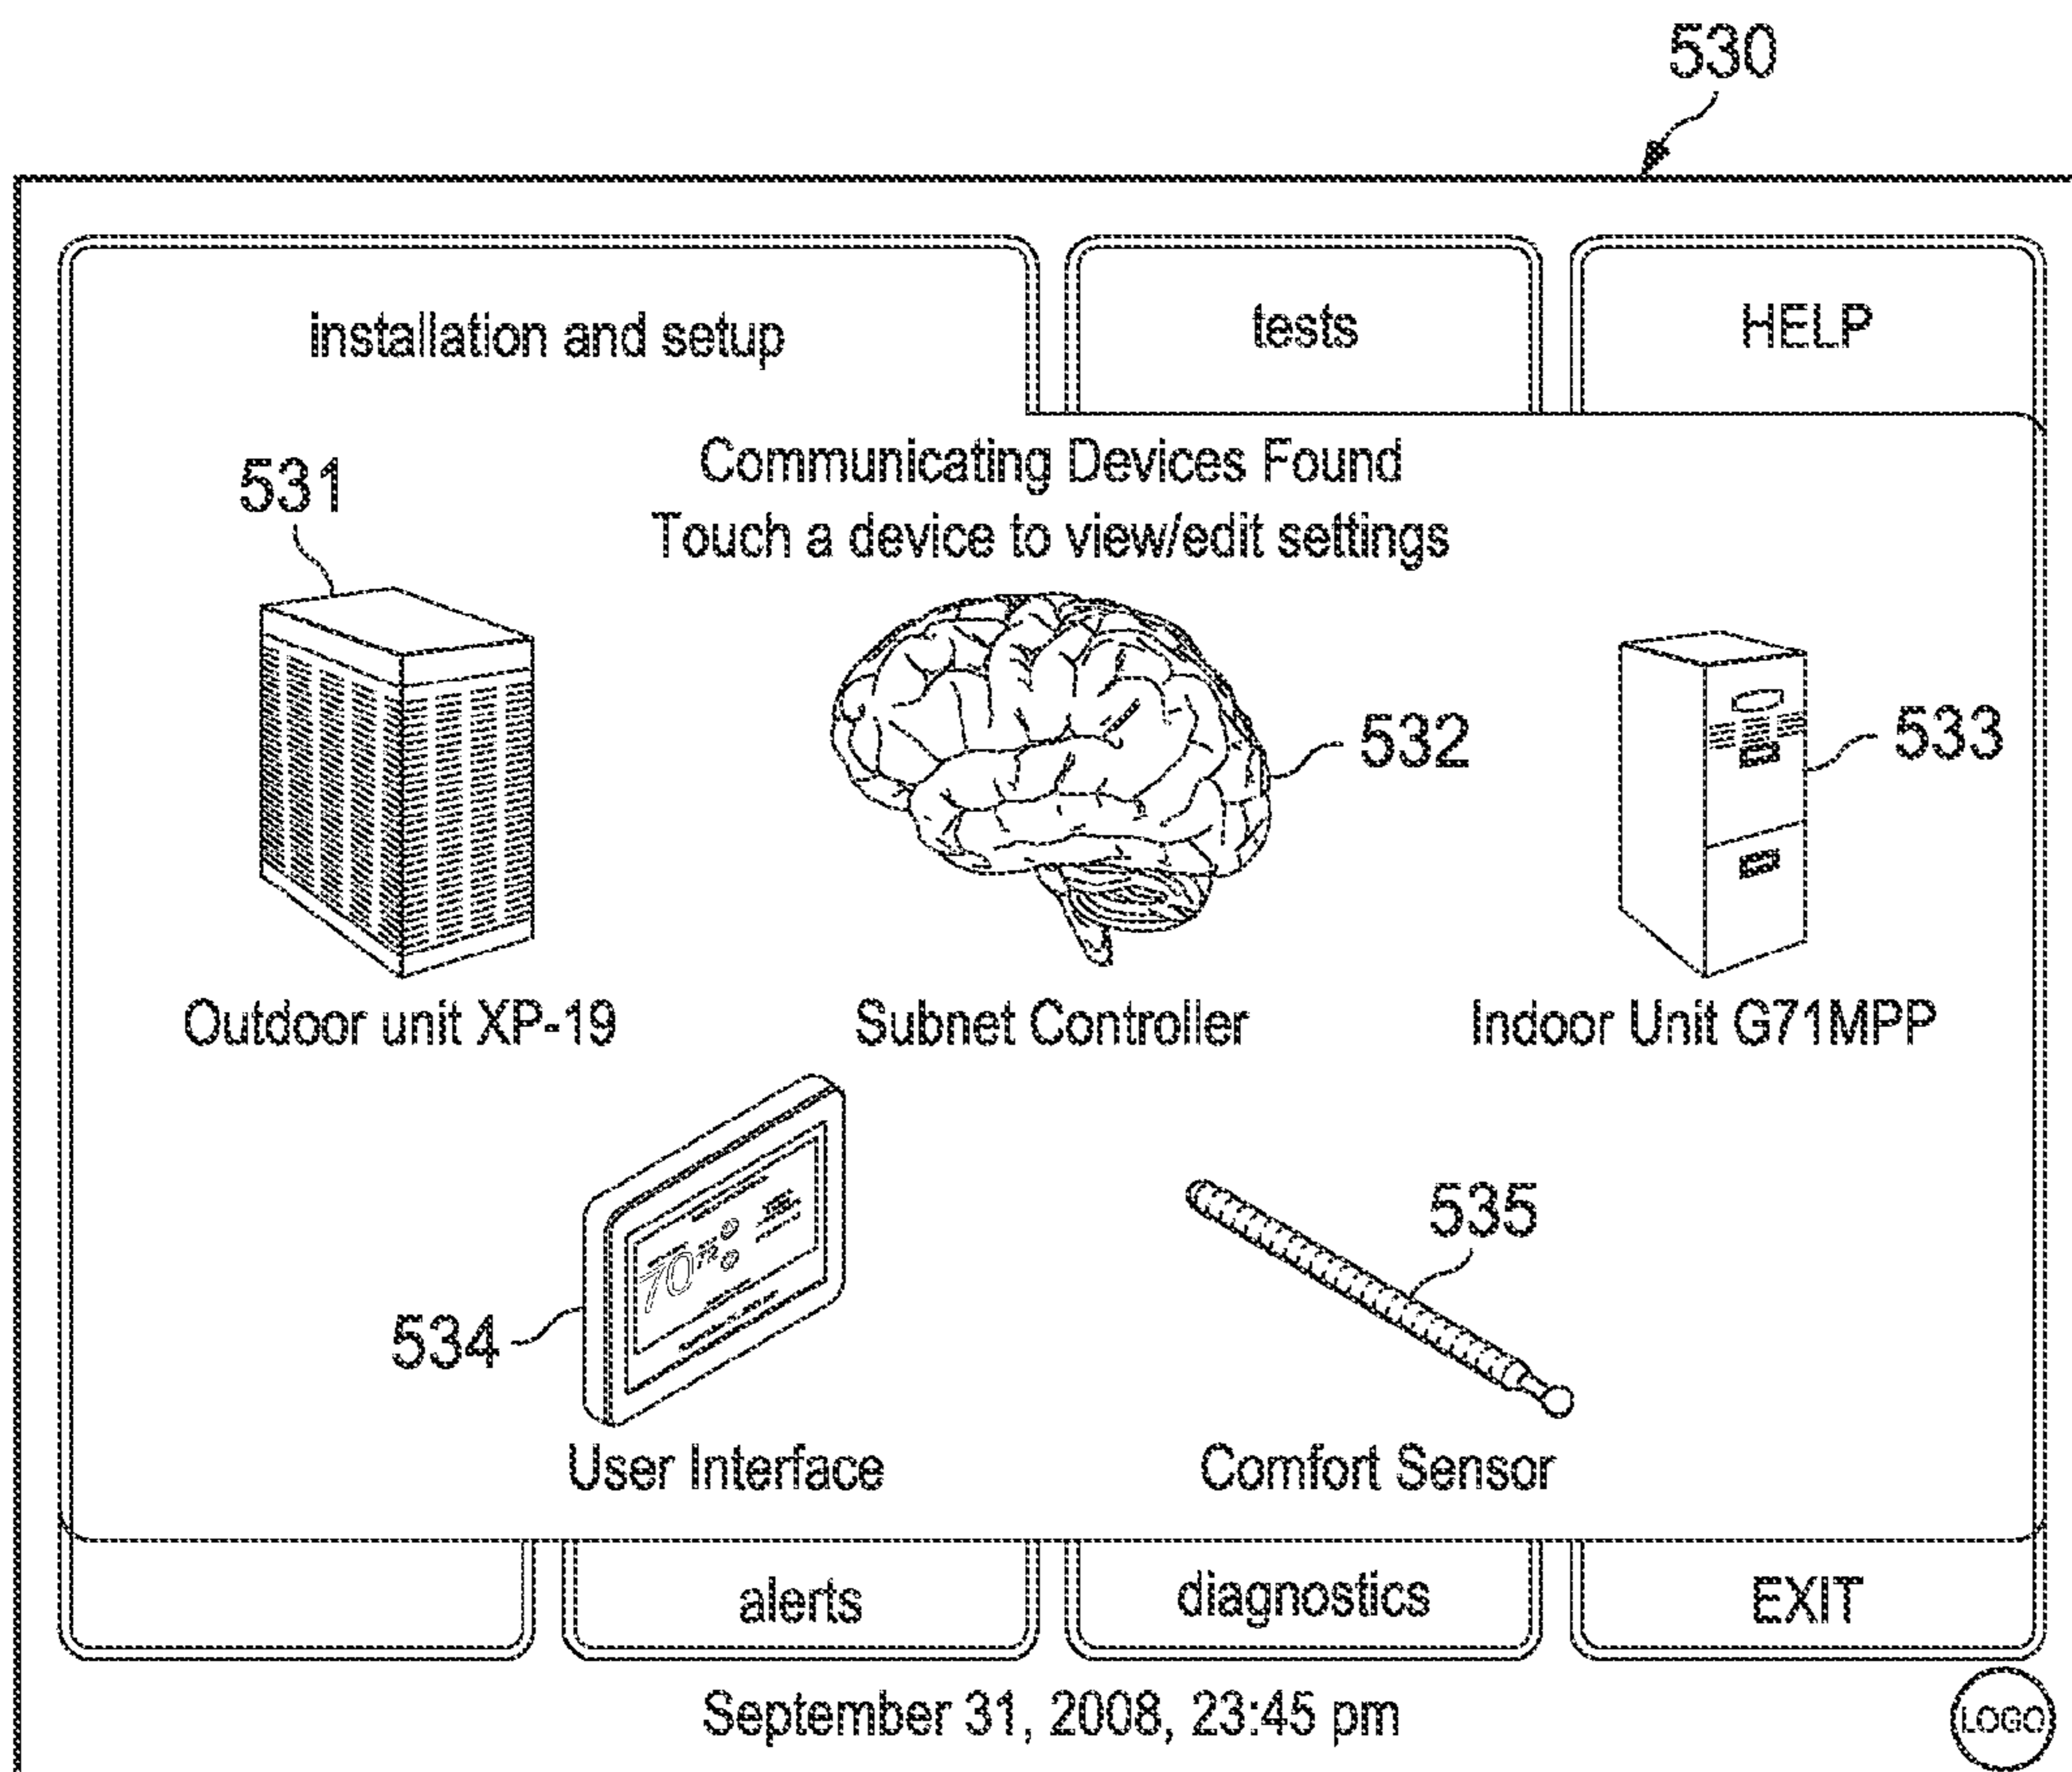 530
installation and setup
tests
HELP
Communicating Devices Found
Touch a device to view/edit settings
531
532
533
Outdoor unit XP-19
Subnet Controller
Indoor Unit G71MPP
534
70
535
User Interface
Comfort Sensor
alerts
diagnostics
EXIT
September 31, 2008, 23:45 pm
LOGO